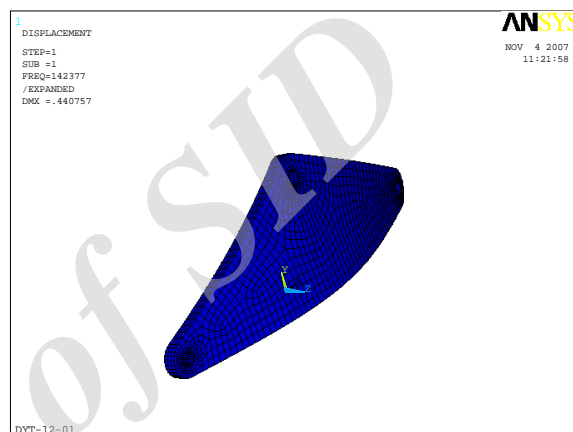 1
DISPLACEMENT
STEP=1
SUB =1
FREQ=142377
/EXPANDED
DMX =.440757
ANSYS
NOV 4 2007
11:21:58
Y
Z
DYT-12-01
of SID